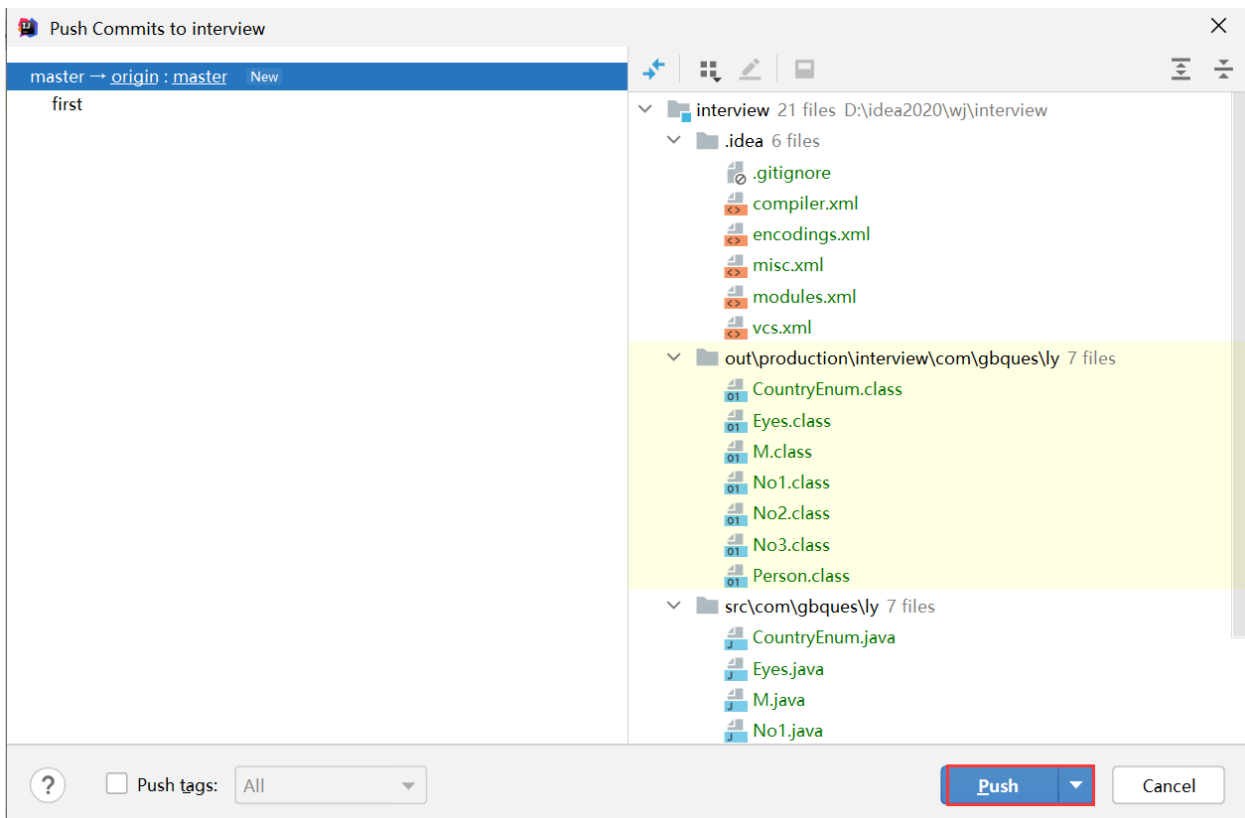 Push Commits to interview
master → origin : master New
first
interview 21 files D:\idea2020\wj\interview
.idea 6 files
.gitignore
compiler.xml
encodings.xml
misc.xml
modules.xml
vcs.xml
out\production\interview\com\gbques\ly 7 files
CountryEnum.class
Eyes.class
M.class
No1.class
No2.class
No3.class
Person.class
src\com\gbques\ly 7 files
CountryEnum.java
Eyes.java
M.java
No1.java
? Push tags: All Push Cancel